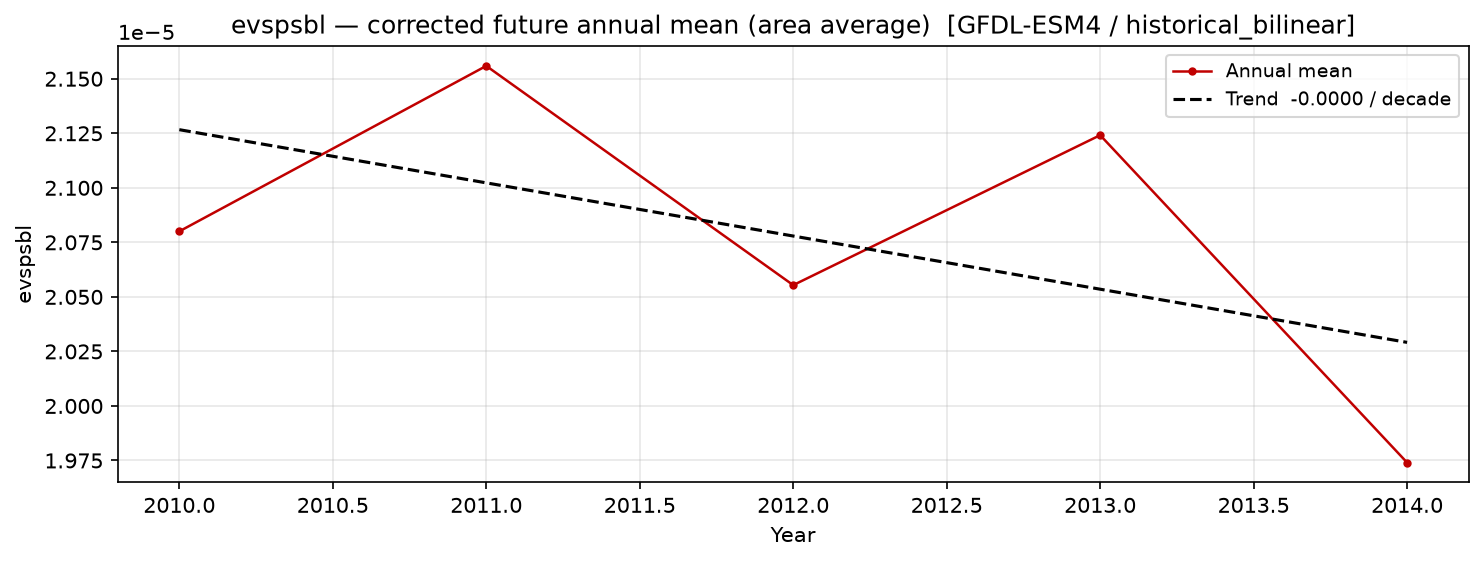 evspsbl — corrected future annual mean (area average)  [GFDL-ESM4 / historical_bilinear]
1e−5
Annual mean
Trend  -0.0000 / decade
2.150
2.125
2.100
2.075
2.050
2.025
2.000
1.975
evspsbl
2010.0 2010.5 2011.0 2011.5 2012.0 2012.5 2013.0 2013.5 2014.0
Year